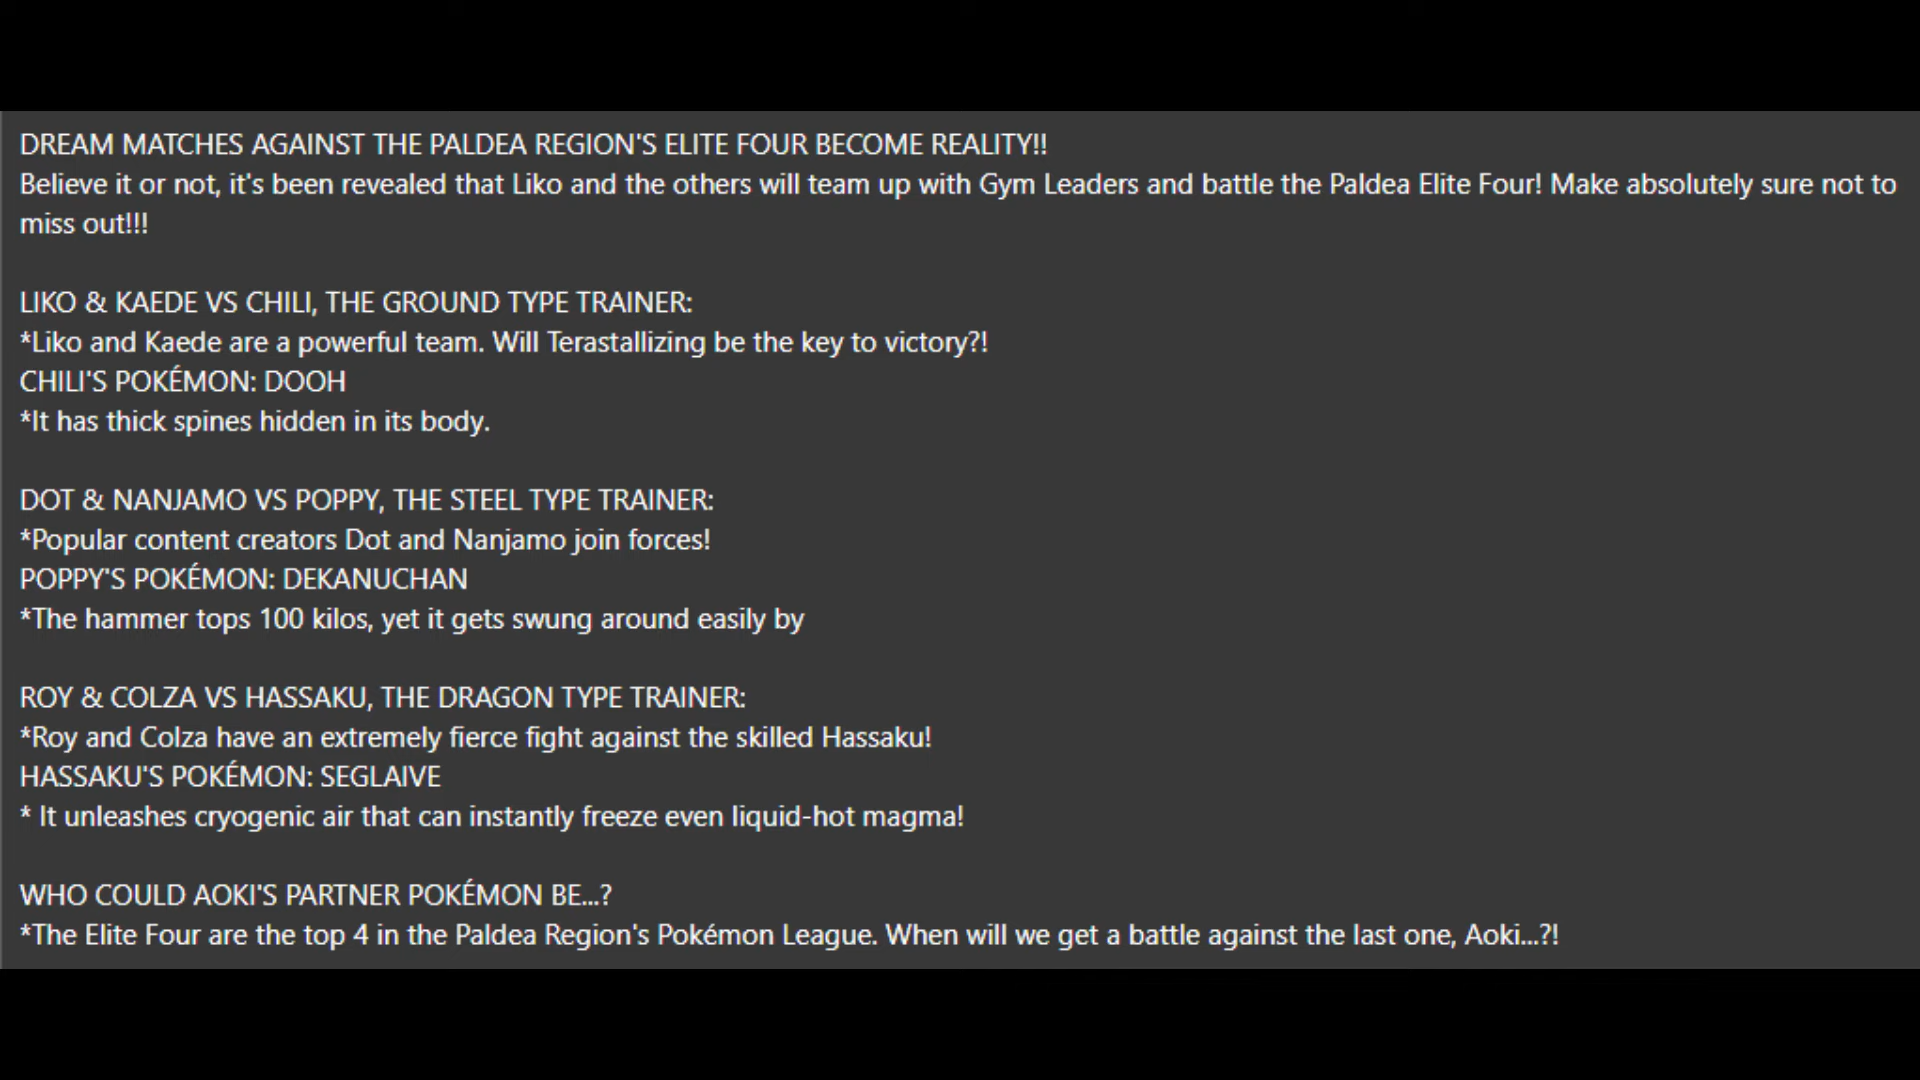 DREAM MATCHES AGAINST THE PALDEA REGION'S ELITE FOUR BECOME REALITY!!
Believe it or not, it's been revealed that Liko and the others will team up with Gym Leaders and battle the Paldea Elite Four! Make absolutely sure not to
miss out!!!
LIKO & KAEDE VS CHILI, THE GROUND TYPE TRAINER:
*Liko and Kaede are a powerful team. Will Terastallizing be the key to victory?!
CHILI'S POKÉMON: DOOH
*It has thick spines hidden in its body.
DOT & NANJAMO VS POPPY, THE STEEL TYPE TRAINER:
*Popular content creators Dot and Nanjamo join forces!
POPPY'S POKÉMON: DEKANUCHAN
*The hammer tops 100 kilos, yet it gets swung around easily by
ROY & COLZA VS HASSAKU, THE DRAGON TYPE TRAINER:
*Roy and Colza have an extremely fierce fight against the skilled Hassaku!
HASSAKU'S POKÉMON: SEGLAIVE
* It unleashes cryogenic air that can instantly freeze even liquid-hot magma!
WHO COULD AOKI'S PARTNER POKÉMON BE...?
*The Elite Four are the top 4 in the Paldea Region's Pokémon League. When will we get a battle against the last one, Aoki...?!